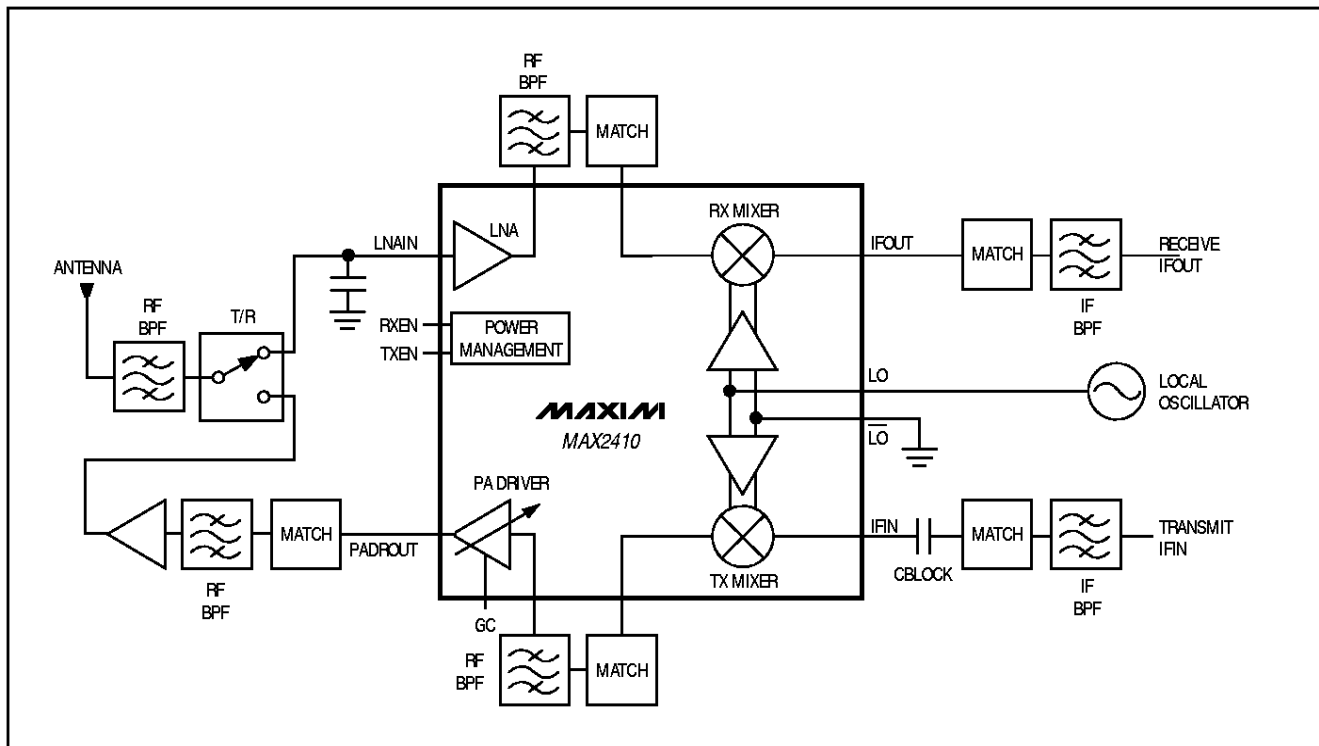 RF
BPF
MATCH
RX MIXER
LNA
LNAIN
IFOUT
MATCH
RECEIVE
IFOUT
ANTENNA
RF
BPF
T/R
IF
BPF
RXEN
TXEN
POWER
MANAGEMENT
LO
LOCAL
OSCILLATOR
MAXIM
MAX2410
LO
PA DRIVER
MATCH
PADROUT
RF
BPF
IFIN
CBLOCK
MATCH
TRANSMIT
IFIN
TX MIXER
IF
BPF
GC
RF
BPF
MATCH